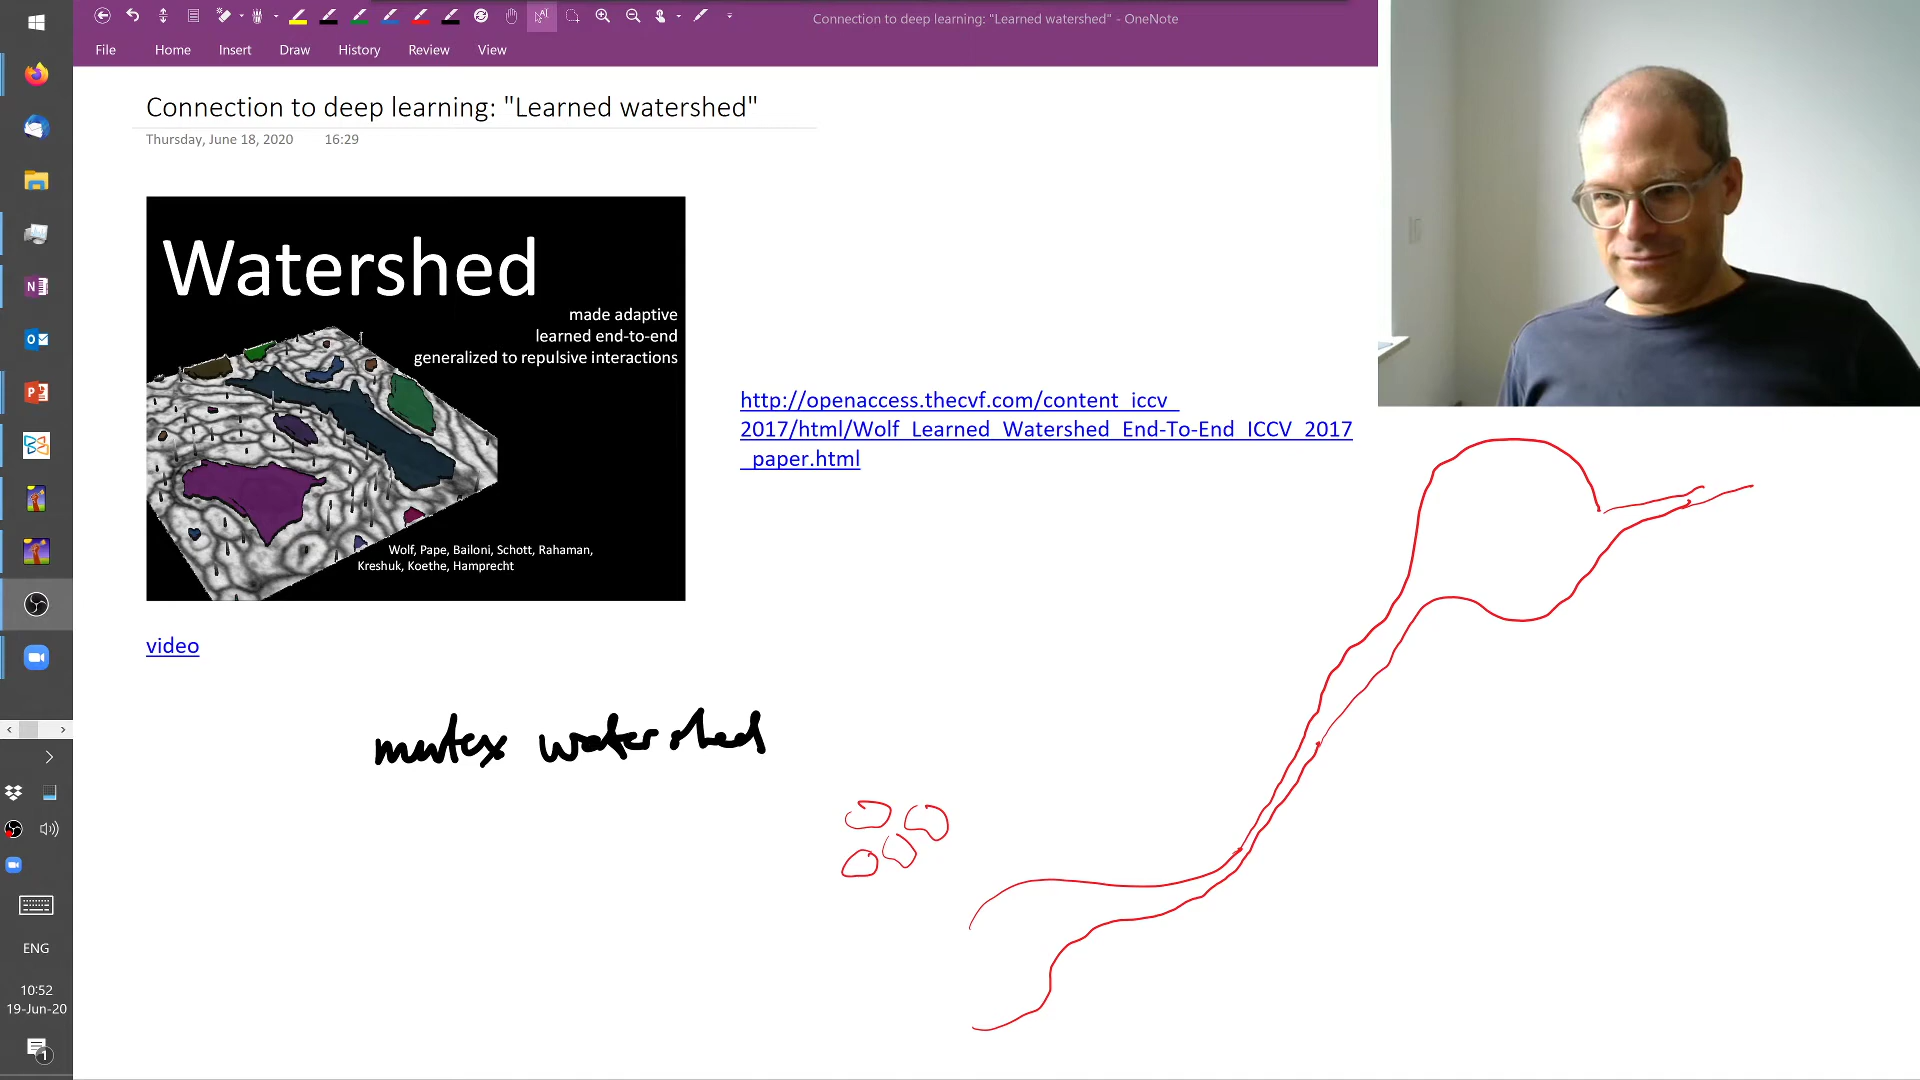 Connection to deep learning: "Learned watershed" - OneNote
File Home Insert Draw History Review View
Connection to deep learning: "Learned watershed"
Thursday, June 18, 2020 16:29
Watershed
made adaptive
learned end-to-end
generalized to repulsive interactions
Wolf, Pape, Bailoni, Schott, Rahaman,
Kreshuk, Koethe, Hamprecht
http://openaccess.thecvf.com/content_iccv_
2017/html/Wolf_Learned_Watershed_End-To-End_ICCV_2017
_paper.html
video
mutex watershed
ENG
10:52
19-Jun-20
1